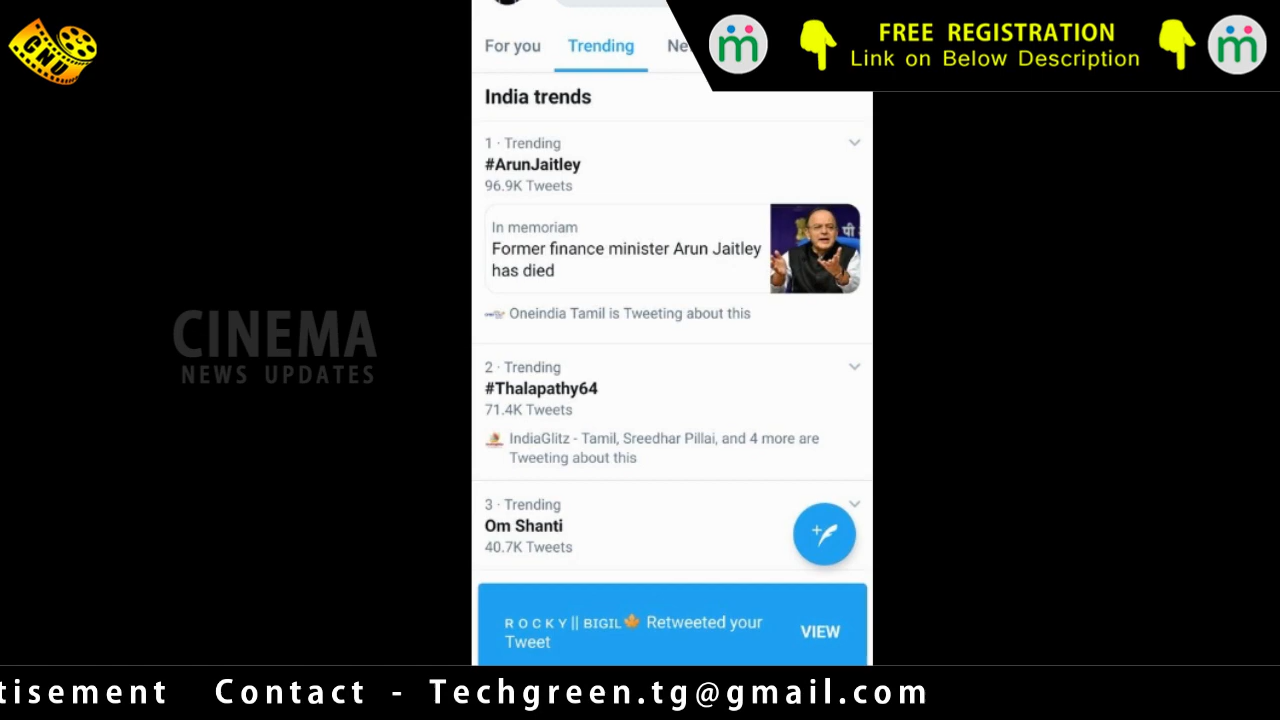 GNU
FREE REGISTRATION
Link on Below Description
For you Trending Ne
India trends
1 · Trending
#ArunJaitley
96.9K Tweets
In memoriam
Former finance minister Arun Jaitley
has died
Oneindia Tamil is Tweeting about this
CINEMA
NEWS UPDATES
2 · Trending
#Thalapathy64
71.4K Tweets
IndiaGlitz - Tamil, Sreedhar Pillai, and 4 more are
Tweeting about this
3 · Trending
Om Shanti
40.7K Tweets
ʀ ᴏ ᴄ ᴋ ʏ || ʙɪɢɪʟ🍁 Retweeted your
Tweet
VIEW
tisement Contact - Techgreen.tg@gmail.com